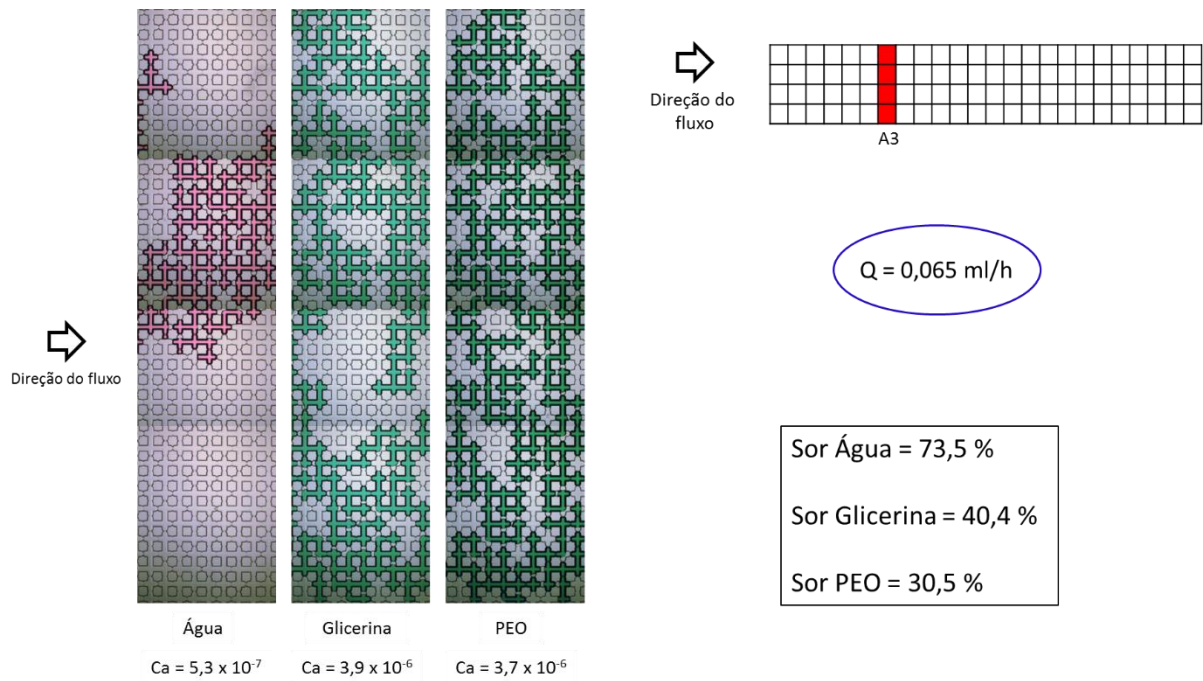 Direção do fluxo
Água
Ca = 5,3 x 10⁻⁷
Glicerina
Ca = 3,9 x 10⁻⁶
PEO
Ca = 3,7 x 10⁻⁶
Direção do
fluxo
A3
Q = 0,065 ml/h
Sor Água = 73,5 %
Sor Glicerina = 40,4 %
Sor PEO = 30,5 %